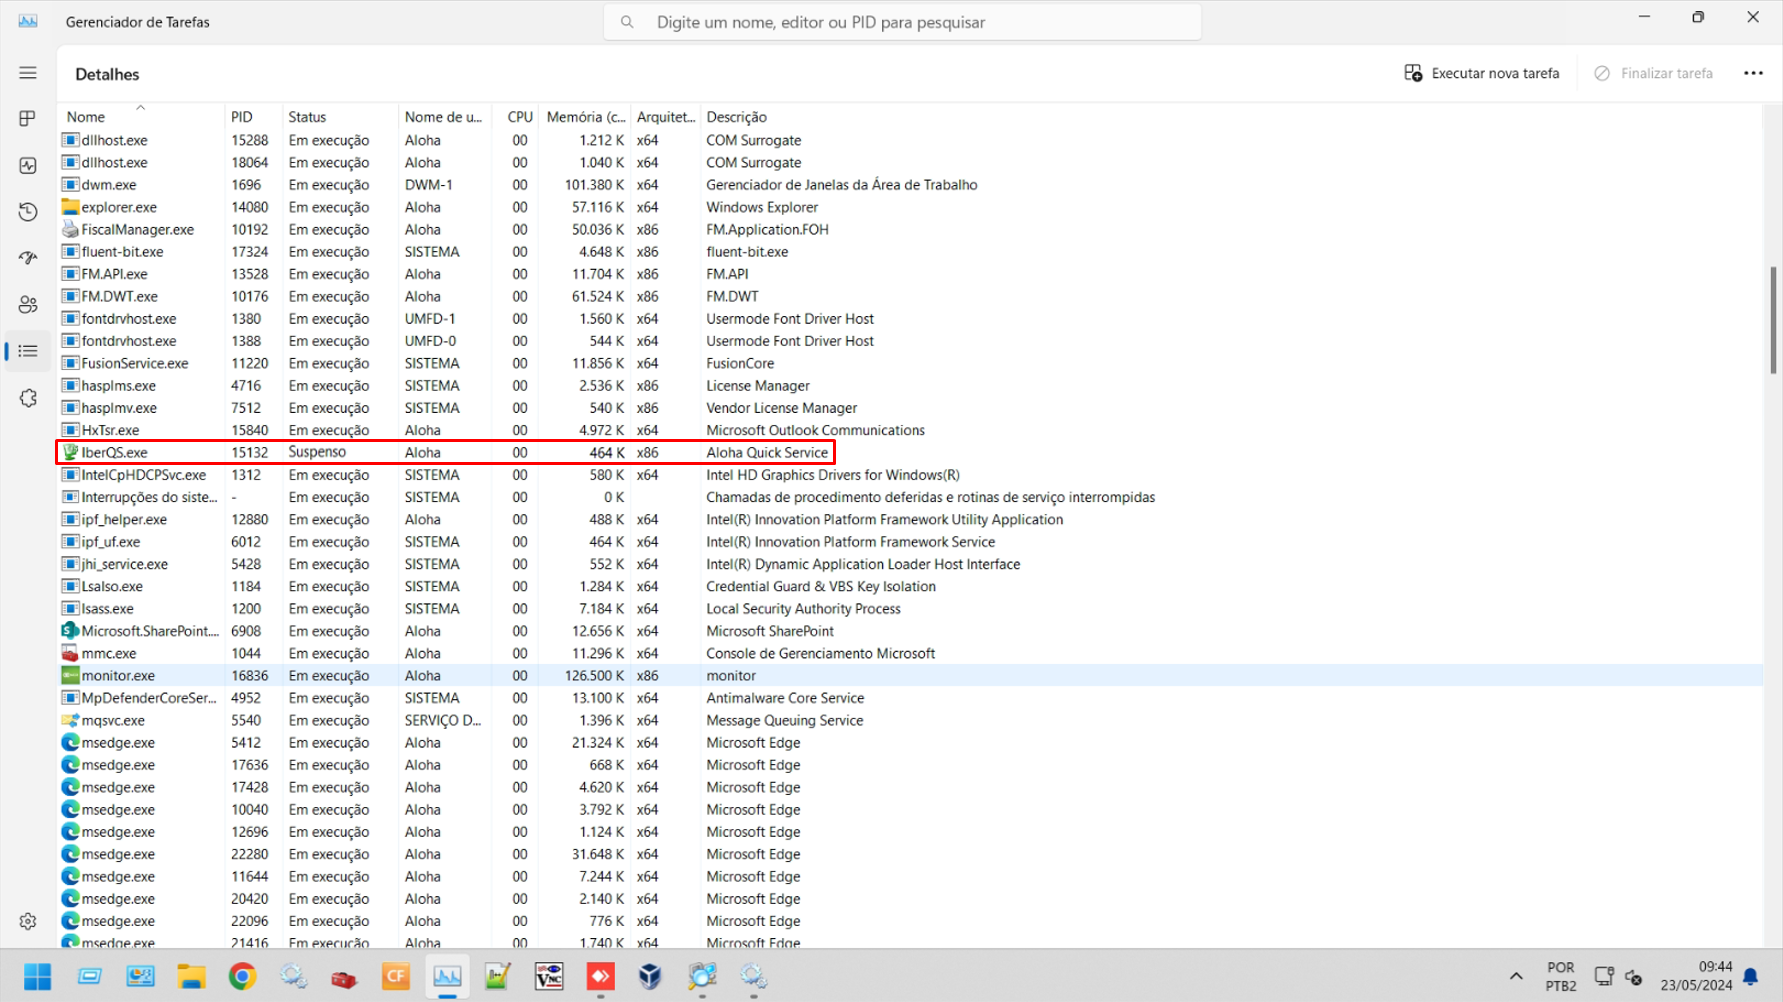 Gerenciador de Tarefas
Digite um nome, editor ou PID para pesquisar
Detalhes
Executar nova tarefa
Finalizar tarefa
Nome PID Status Nome de u... CPU Memória (c... Arquitet... Descrição
dllhost.exe 15288 Em execução Aloha 00 1.212 K x64 COM Surrogate
dllhost.exe 18064 Em execução Aloha 00 1.040 K x64 COM Surrogate
dwm.exe 1696 Em execução DWM-1 00 101.380 K x64 Gerenciador de Janelas da Área de Trabalho
explorer.exe 14080 Em execução Aloha 00 57.116 K x64 Windows Explorer
FiscalManager.exe 10192 Em execução Aloha 00 50.036 K x86 FM.Application.FOH
fluent-bit.exe 17324 Em execução SISTEMA 00 4.648 K x64 fluent-bit.exe
FM.API.exe 13528 Em execução Aloha 00 11.704 K x86 FM.API
FM.DWT.exe 10176 Em execução Aloha 00 61.524 K x86 FM.DWT
fontdrvhost.exe 1380 Em execução UMFD-1 00 1.560 K x64 Usermode Font Driver Host
fontdrvhost.exe 1388 Em execução UMFD-0 00 544 K x64 Usermode Font Driver Host
FusionService.exe 11220 Em execução SISTEMA 00 11.856 K x64 FusionCore
hasplms.exe 4716 Em execução SISTEMA 00 2.536 K x86 License Manager
hasplmv.exe 7512 Em execução SISTEMA 00 540 K x86 Vendor License Manager
HxTsr.exe 15840 Em execução Aloha 00 4.972 K x64 Microsoft Outlook Communications
IberQS.exe 15132 Suspenso Aloha 00 464 K x86 Aloha Quick Service
IntelCpHDCPSvc.exe 1312 Em execução SISTEMA 00 580 K x64 Intel HD Graphics Drivers for Windows(R)
Interrupções do siste... - Em execução SISTEMA 00 0 K Chamadas de procedimento deferidas e rotinas de serviço interrompidas
ipf_helper.exe 12880 Em execução Aloha 00 488 K x64 Intel(R) Innovation Platform Framework Utility Application
ipf_uf.exe 6012 Em execução SISTEMA 00 464 K x64 Intel(R) Innovation Platform Framework Service
jhi_service.exe 5428 Em execução SISTEMA 00 552 K x64 Intel(R) Dynamic Application Loader Host Interface
LsaIso.exe 1184 Em execução SISTEMA 00 1.284 K x64 Credential Guard & VBS Key Isolation
lsass.exe 1200 Em execução SISTEMA 00 7.184 K x64 Local Security Authority Process
Microsoft.SharePoint.... 6908 Em execução Aloha 00 12.656 K x64 Microsoft SharePoint
mmc.exe 1044 Em execução Aloha 00 11.296 K x64 Console de Gerenciamento Microsoft
monitor.exe 16836 Em execução Aloha 00 126.500 K x86 monitor
MpDefenderCoreSer... 4952 Em execução SISTEMA 00 13.100 K x64 Antimalware Core Service
mqsvc.exe 5540 Em execução SERVIÇO D... 00 1.396 K x64 Message Queuing Service
msedge.exe 5412 Em execução Aloha 00 21.324 K x64 Microsoft Edge
msedge.exe 17636 Em execução Aloha 00 668 K x64 Microsoft Edge
msedge.exe 17428 Em execução Aloha 00 4.620 K x64 Microsoft Edge
msedge.exe 10040 Em execução Aloha 00 3.792 K x64 Microsoft Edge
msedge.exe 12696 Em execução Aloha 00 1.124 K x64 Microsoft Edge
msedge.exe 22280 Em execução Aloha 00 31.648 K x64 Microsoft Edge
msedge.exe 11644 Em execução Aloha 00 7.244 K x64 Microsoft Edge
msedge.exe 20420 Em execução Aloha 00 2.140 K x64 Microsoft Edge
msedge.exe 22096 Em execução Aloha 00 776 K x64 Microsoft Edge
msedge.exe 21416 Em execução Aloha 00 1.740 K x64 Microsoft Edge
CF
VNC
POR
PTB2
09:44
23/05/2024